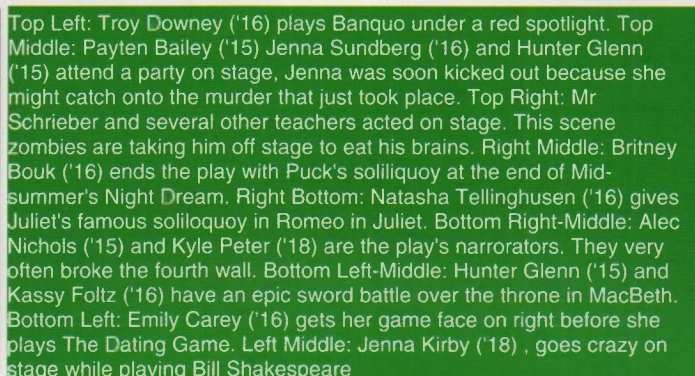 Top Left: Troy Downey ('16) plays Banquo under a red spotlight. Top
Middle: Payten Bailey ('15) Jenna Sundberg ('16) and Hunter Glenn
('15) attend a party on stage, Jenna was soon kicked out because she
might catch onto the murder that just took place. Top Right: Mr
Schrieber and several other teachers acted on stage. This scene
zombies are taking him off stage to eat his brains. Right Middle: Britney
Bouk ('16) ends the play with Puck's soliliquoy at the end of Mid-
summer's Night Dream. Right Bottom: Natasha Tellinghusen ('16) gives
Juliet's famous soliloquoy in Romeo in Juliet. Bottom Right-Middle: Alec
Nichols ('15) and Kyle Peter ('18) are the play's narrorators. They very
often broke the fourth wall. Bottom Left-Middle: Hunter Glenn ('15) and
Kassy Foltz ('16) have an epic sword battle over the throne in MacBeth.
Bottom Left: Emily Carey ('16) gets her game face on right before she
plays The Dating Game. Left Middle: Jenna Kirby ('18) , goes crazy on
stage while playing Bill Shakespeare